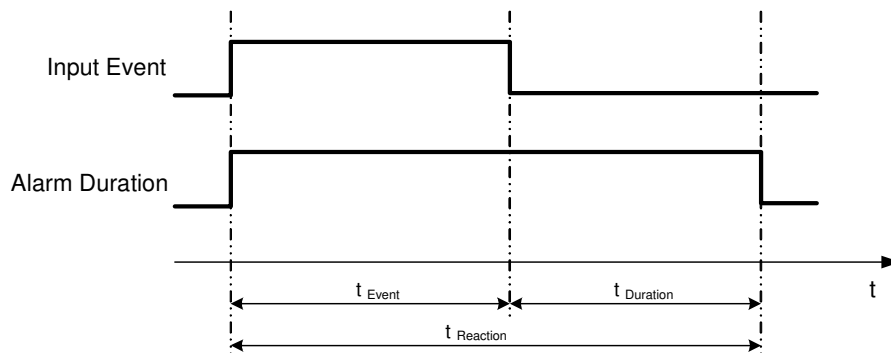 Input Event
Alarm Duration
t
t Event
t Duration
t Reaction